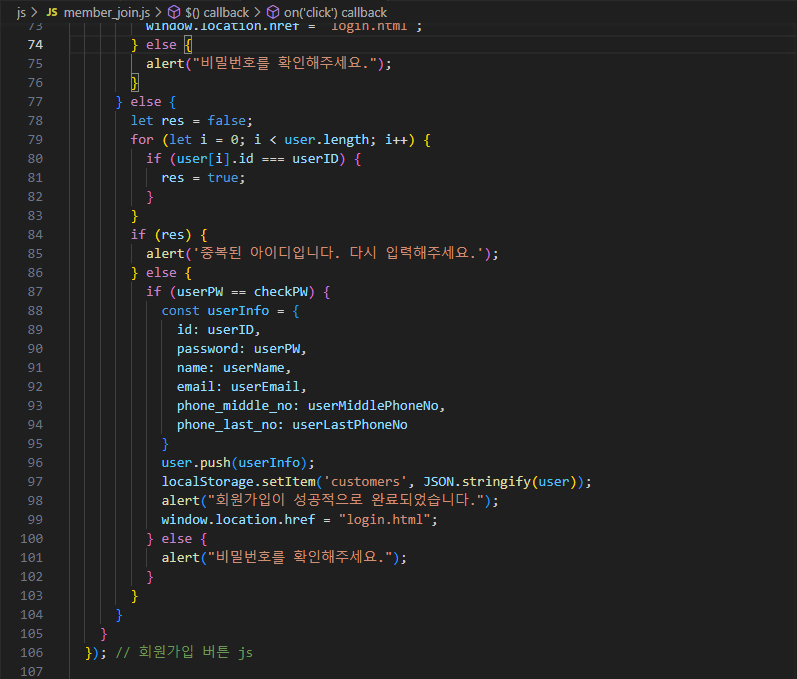 js > JS member_join.js > $() callback > on('click') callback
73 window.location.href = "login.html";
74 } else {
75 alert("비밀번호를 확인해주세요.");
76 }
77 } else {
78 let res = false;
79 for (let i = 0; i < user.length; i++) {
80 if (user[i].id === userID) {
81 res = true;
82 }
83 }
84 if (res) {
85 alert('중복된 아이디입니다. 다시 입력해주세요.');
86 } else {
87 if (userPW == checkPW) {
88 const userInfo = {
89 id: userID,
90 password: userPW,
91 name: userName,
92 email: userEmail,
93 phone_middle_no: userMiddlePhoneNo,
94 phone_last_no: userLastPhoneNo
95 }
96 user.push(userInfo);
97 localStorage.setItem('customers', JSON.stringify(user));
98 alert("회원가입이 성공적으로 완료되었습니다.");
99 window.location.href = "login.html";
100 } else {
101 alert("비밀번호를 확인해주세요.");
102 }
103 }
104 }
105 }
106 }); // 회원가입 버튼 js
107